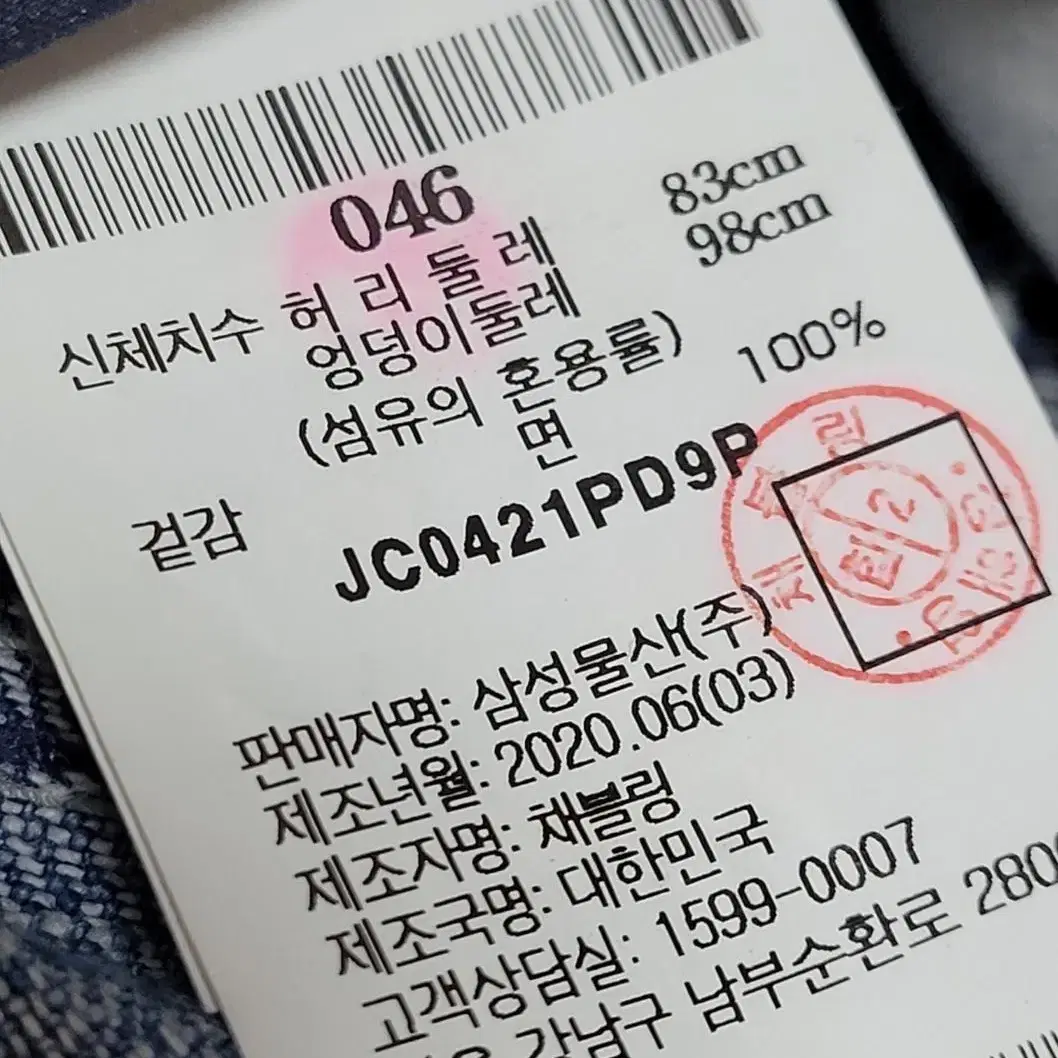 046
신체치수 허 리 둘 레 83cm
엉덩이둘레 98cm
(섬유의 혼용률)
겉감 면 100%
JC0421PD9P
판매자명: 삼성물산(주)
제조년월: 2020.06(03)
제조자명: 채블링
제조국명: 대한민국
고객상담실: 1599-0007
강남구 남부순환로 280